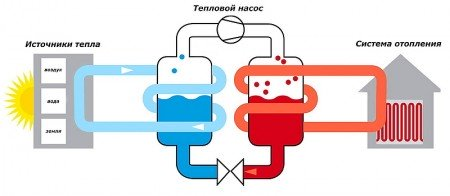 Тепловой насос
Источники тепла
Система отопления
воздух
вода
земля